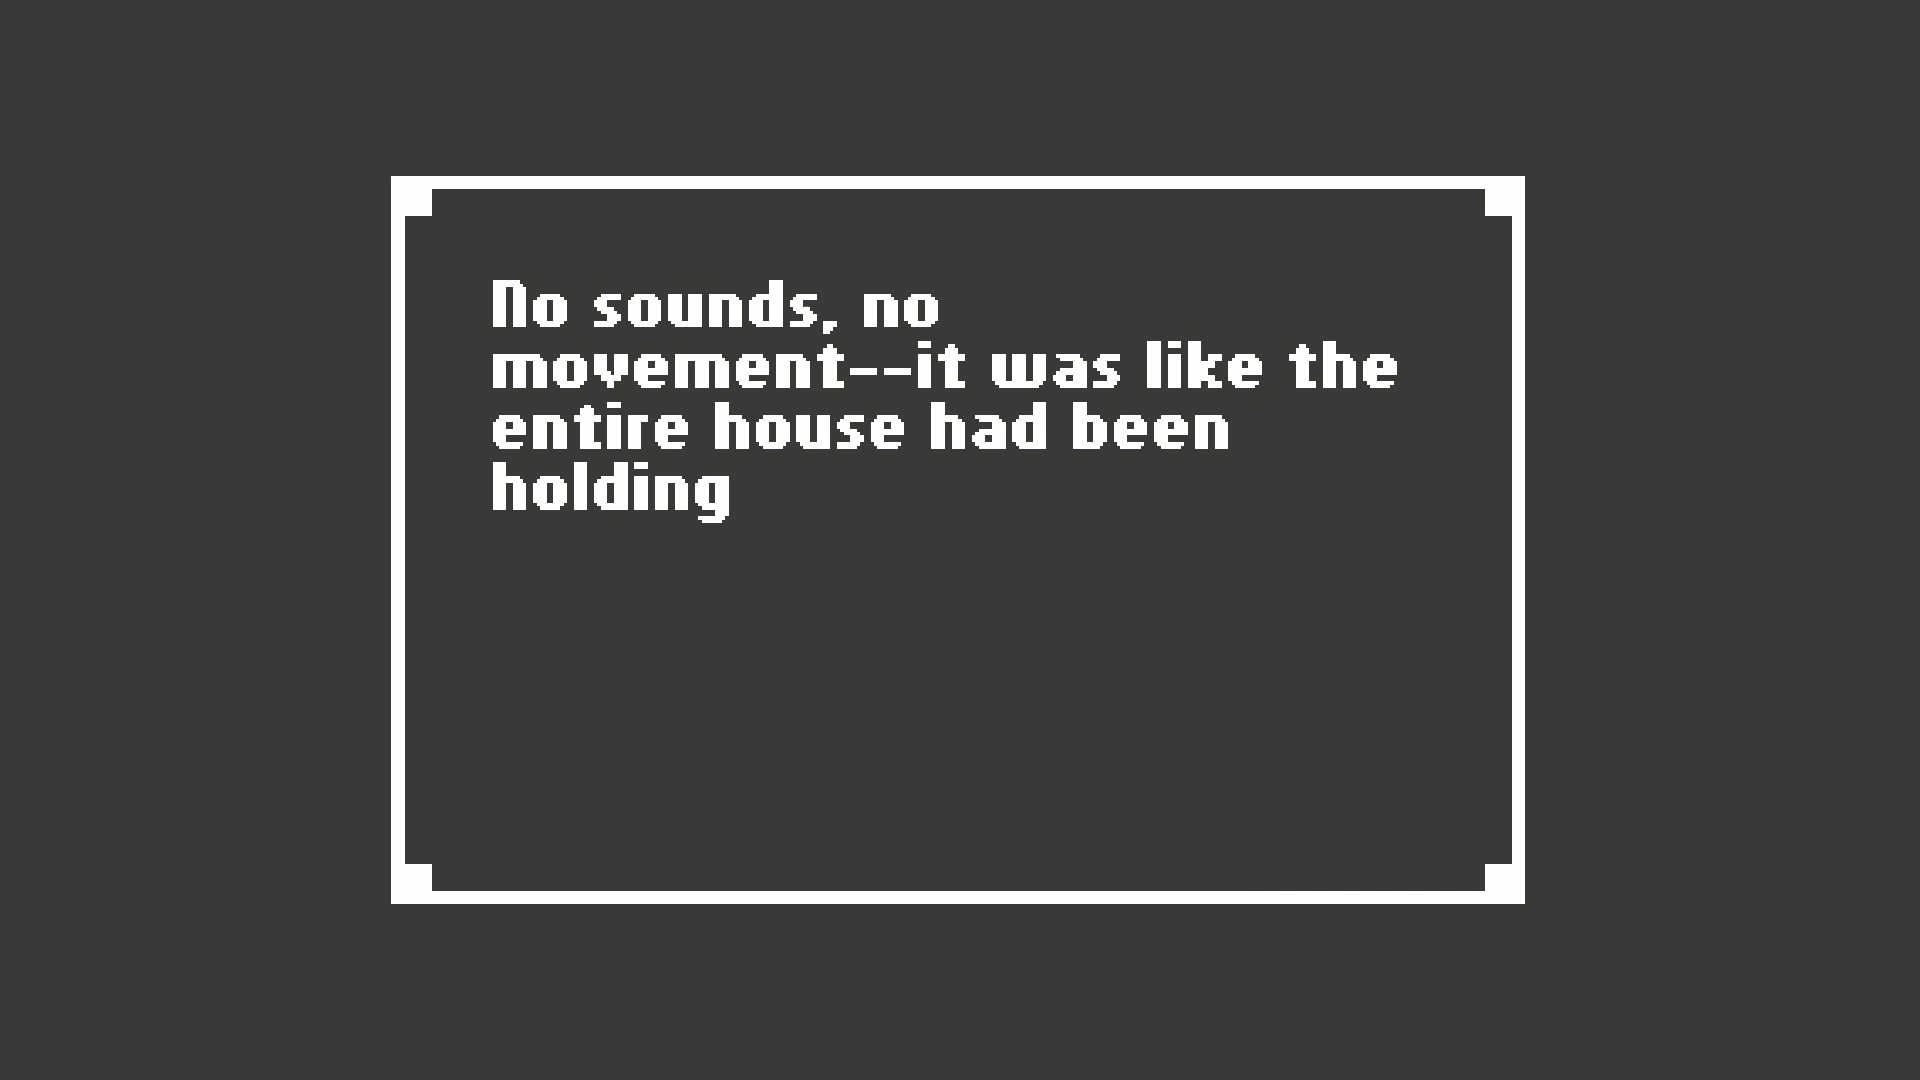 No sounds, no
movement--it was like the
entire house had been
holding